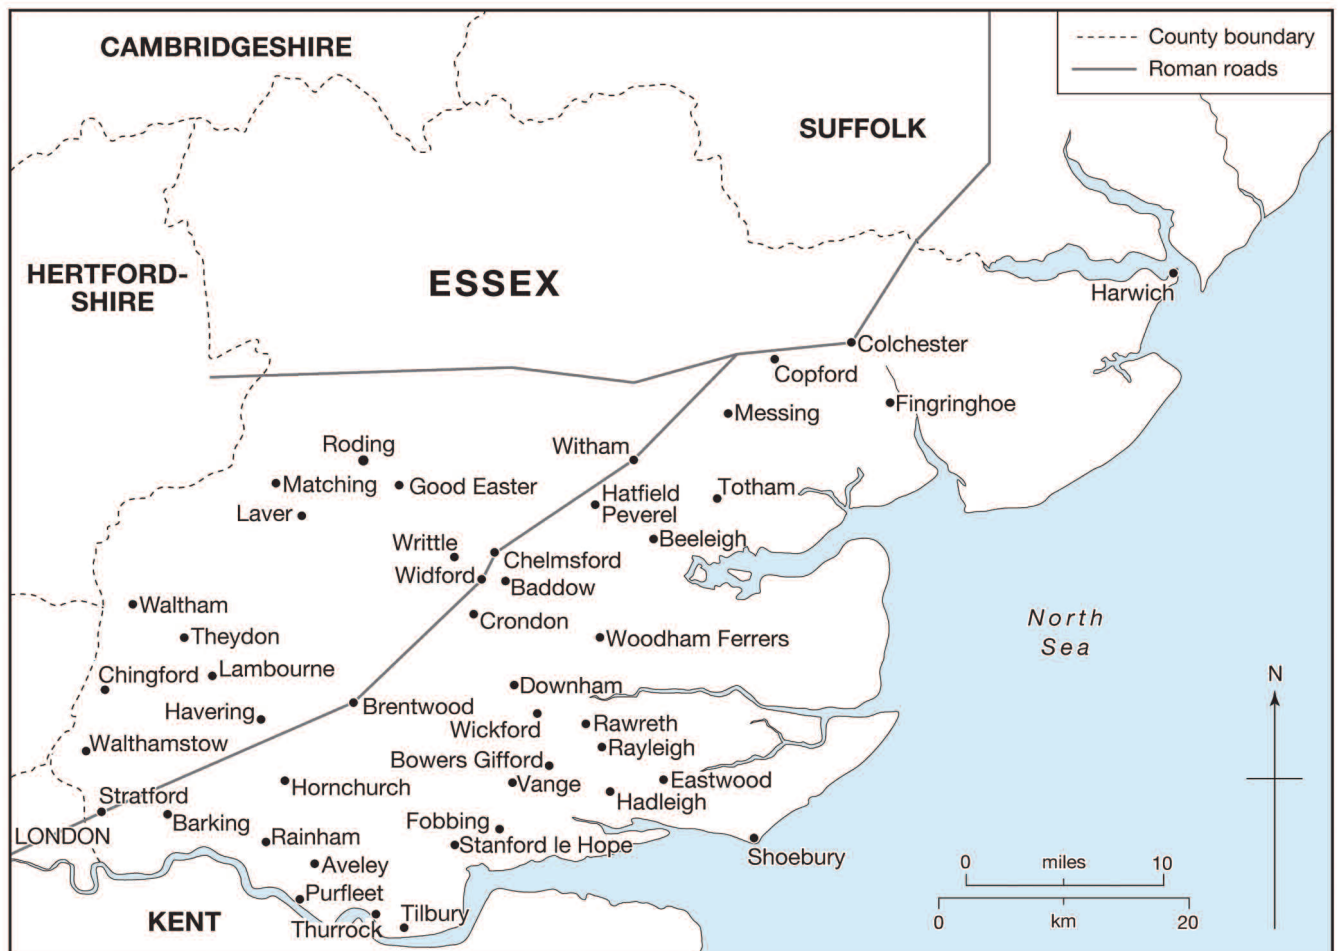 CAMBRIDGESHIRE
County boundary
Roman roads
SUFFOLK
HERTFORD-
SHIRE
ESSEX
Harwich
Colchester
Copford
Messing
Fingringhoe
Roding
Witham
Matching
Good Easter
Hatfield
Peverel
Totham
Laver
Writtle
Beeleigh
Chelmsford
Widford
Baddow
Waltham
Crondon
North
Sea
Theydon
Woodham Ferrers
Chingford
Lambourne
N
Downham
Havering
Brentwood
Wickford
Rawreth
Walthamstow
Rayleigh
Bowers Gifford
Hornchurch
Vange
Eastwood
Stratford
Hadleigh
Barking
Fobbing
LONDON
Rainham
Stanford le Hope
Shoebury
Aveley
0 miles 10
Purfleet
KENT
Thurrock
Tilbury
0 km 20